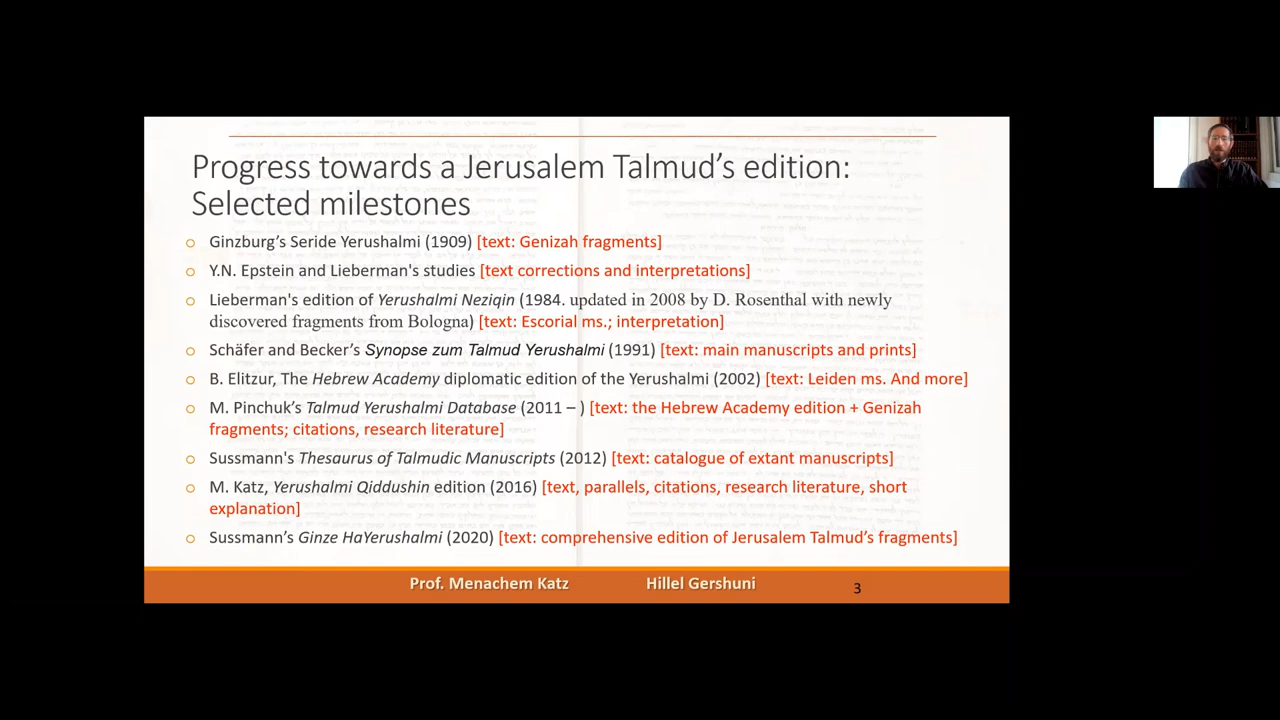 Progress towards a Jerusalem Talmud's edition:
Selected milestones
Ginzburg's Seride Yerushalmi (1909) [text: Genizah fragments]
Y.N. Epstein and Lieberman's studies [text corrections and interpretations]
Lieberman's edition of Yerushalmi Neziqin (1984. updated in 2008 by D. Rosenthal with newly
discovered fragments from Bologna) [text: Escorial ms.; interpretation]
Schäfer and Becker's Synopse zum Talmud Yerushalmi (1991) [text: main manuscripts and prints]
B. Elitzur, The Hebrew Academy diplomatic edition of the Yerushalmi (2002) [text: Leiden ms. And more]
M. Pinchuk's Talmud Yerushalmi Database (2011 – ) [text: the Hebrew Academy edition + Genizah
fragments; citations, research literature]
Sussmann's Thesaurus of Talmudic Manuscripts (2012) [text: catalogue of extant manuscripts]
M. Katz, Yerushalmi Qiddushin edition (2016) [text, parallels, citations, research literature, short
explanation]
Sussmann's Ginze HaYerushalmi (2020) [text: comprehensive edition of Jerusalem Talmud's fragments]
Prof. Menachem Katz Hillel Gershuni 3